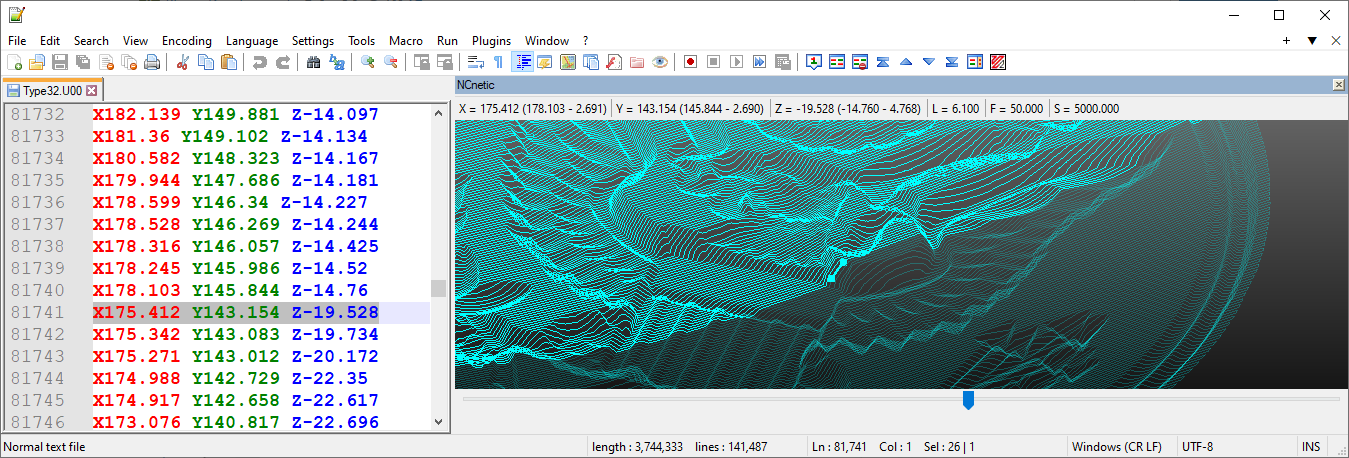 File Edit Search View Encoding Language Settings Tools Macro Run Plugins Window ?
Type32.U00
NCnetic
X = 175.412 (178.103 - 2.691) Y = 143.154 (145.844 - 2.690) Z = -19.528 (-14.760 - 4.768) L = 6.100 F = 50.000 S = 5000.000
81732 X182.139 Y149.881 Z-14.097
81733 X181.36 Y149.102 Z-14.134
81734 X180.582 Y148.323 Z-14.167
81735 X179.944 Y147.686 Z-14.181
81736 X178.599 Y146.34 Z-14.227
81737 X178.528 Y146.269 Z-14.244
81738 X178.316 Y146.057 Z-14.425
81739 X178.245 Y145.986 Z-14.52
81740 X178.103 Y145.844 Z-14.76
81741 X175.412 Y143.154 Z-19.528
81742 X175.342 Y143.083 Z-19.734
81743 X175.271 Y143.012 Z-20.172
81744 X174.988 Y142.729 Z-22.35
81745 X174.917 Y142.658 Z-22.617
81746 X173.076 Y140.817 Z-22.696
Normal text file length : 3,744,333 lines : 141,487 Ln : 81,741 Col : 1 Sel : 26 | 1 Windows (CR LF) UTF-8 INS